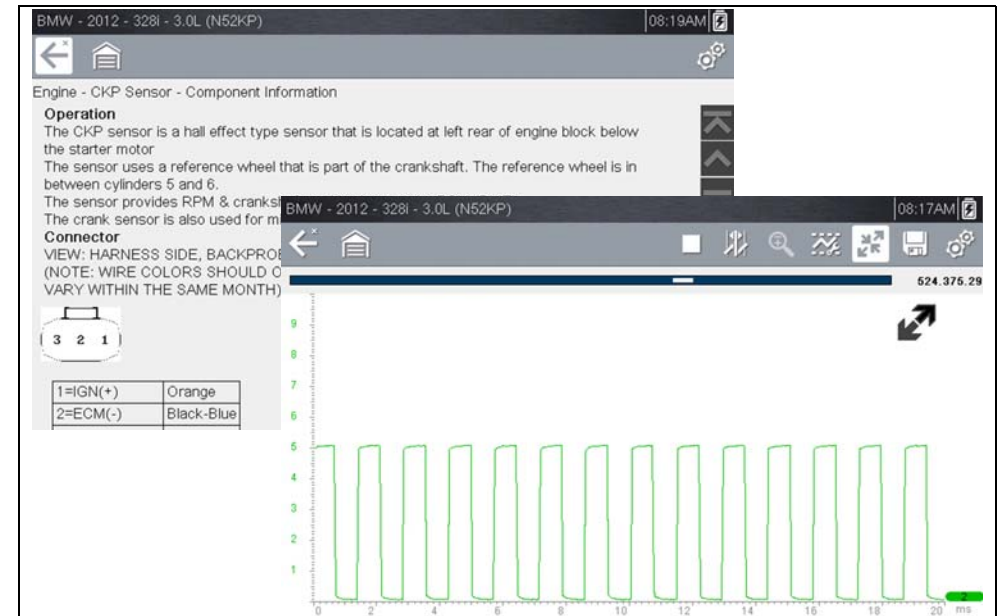 BMW - 2012 - 328i - 3.0L (N52KP) 08:19AM
Engine - CKP Sensor - Component Information
Operation
The CKP sensor is a hall effect type sensor that is located at left rear of engine block below
the starter motor
The sensor uses a reference wheel that is part of the crankshaft. The reference wheel is in
between cylinders 5 and 6.
The sensor provides RPM &
The crank sensor is also used for
Connector
VIEW: HARNESS SIDE,
(NOTE: WIRE COLORS SHOULD
VARY WITHIN THE SAME MONTH)
3 2 1
1=IGN(+) Orange
2=ECM(-) Black-Blue
BMW - 2012 - 328i - 3.0L (N52KP) 08:17AM
524.375.29
9
8
7
6
5
4
3
2
1
0 2 4 6 8 10 12 14 16 18 20 ms
2